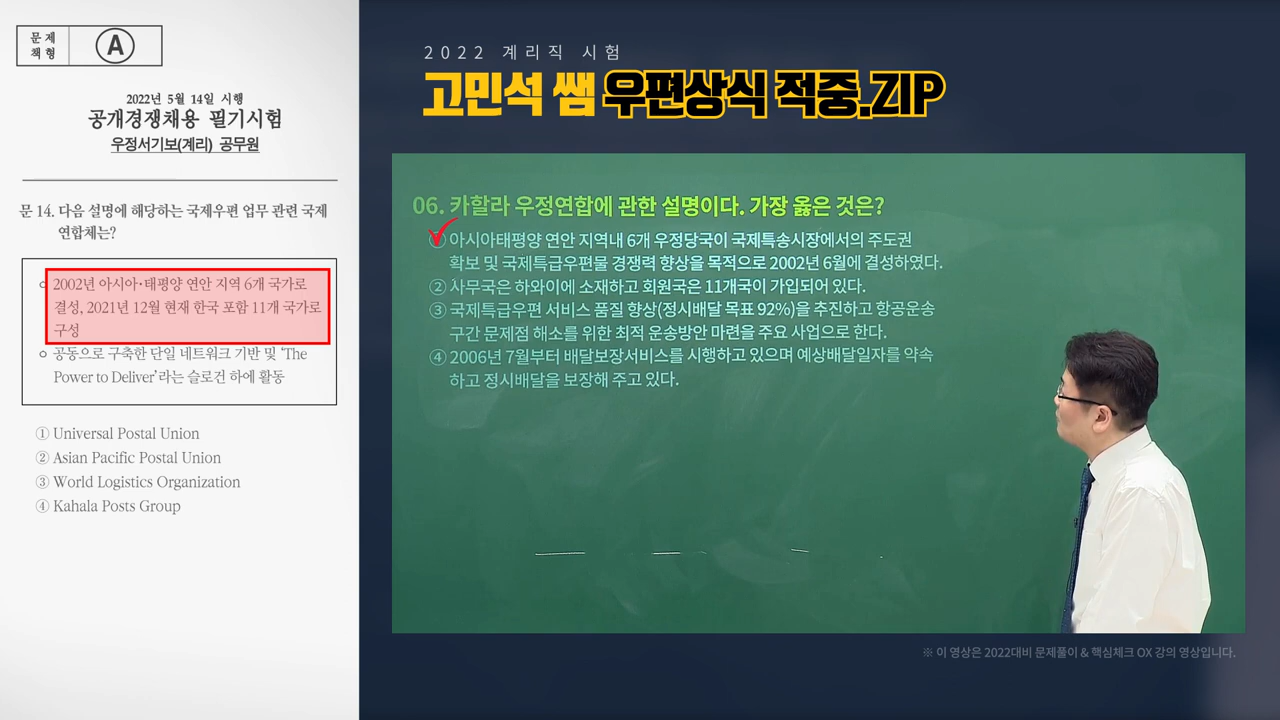 문 제
책 형
A
2022년 5월 14일 시행
공개경쟁채용 필기시험
우정서기보(계리) 공무원
문 14. 다음 설명에 해당하는 국제우편 업무 관련 국제
연합체는?
○ 2002년 아시아·태평양 연안 지역 6개 국가로
결성, 2021년 12월 현재 한국 포함 11개 국가로
구성
○ 공동으로 구축한 단일 네트워크 기반 및 ‘The
Power to Deliver’라는 슬로건 하에 활동
① Universal Postal Union
② Asian Pacific Postal Union
③ World Logistics Organization
④ Kahala Posts Group
2022 계리직 시험
고민석 쌤 우편상식 적중.ZIP
06. 카할라 우정연합에 관한 설명이다. 가장 옳은 것은?
① 아시아태평양 연안 지역내 6개 우정당국이 국제특송시장에서의 주도권
확보 및 국제특급우편물 경쟁력 향상을 목적으로 2002년 6월에 결성하였다.
② 사무국은 하와이에 소재하고 회원국은 11개국이 가입되어 있다.
③ 국제특급우편 서비스 품질 향상(정시배달 목표 92%)을 추진하고 항공운송
구간 문제점 해소를 위한 최적 운송방안 마련을 주요 사업으로 한다.
④ 2006년 7월부터 배달보장서비스를 시행하고 있으며 예상배달일자를 약속
하고 정시배달을 보장해 주고 있다.
※ 이 영상은 2022대비 문제풀이 & 핵심체크 OX 강의 영상입니다.